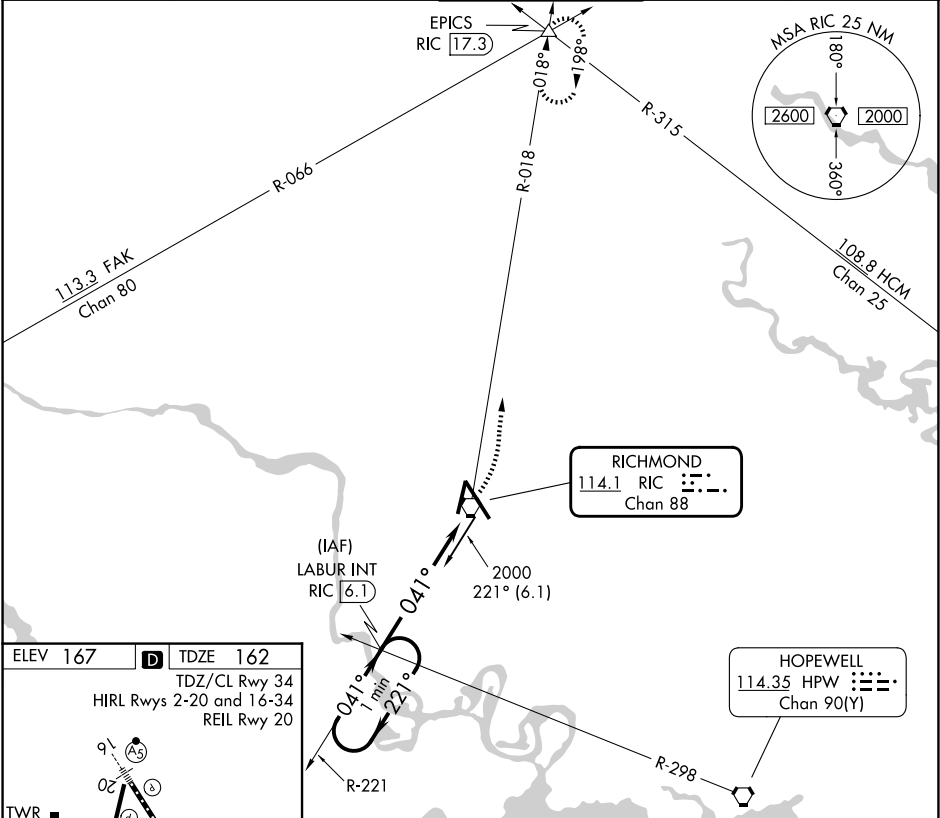 EPICS
RIC 17.3
018°
198°
MSA RIC 25 NM
180°
2600
2000
360°
R-315
R-066
R-018
113.3 FAK
Chan 80
108.8 HCM
Chan 25
RICHMOND
114.1 RIC
Chan 88
(IAF)
LABUR INT
RIC 6.1
041°
2000
221° (6.1)
041°
1 min
221°
R-221
R-298
HOPEWELL
114.35 HPW
Chan 90(Y)
ELEV 167
D
TDZE 162
TDZ/CL Rwy 34
HIRL Rwys 2-20 and 16-34
REIL Rwy 20
16
A5
20
P
P
TWR